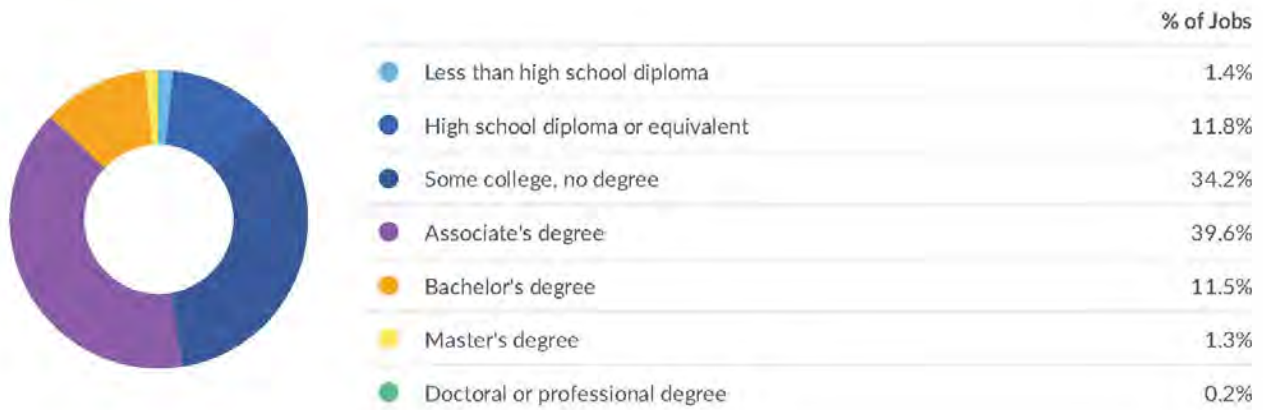 % of Jobs
Less than high school diploma 1.4%
High school diploma or equivalent 11.8%
Some college, no degree 34.2%
Associate's degree 39.6%
Bachelor's degree 11.5%
Master's degree 1.3%
Doctoral or professional degree 0.2%